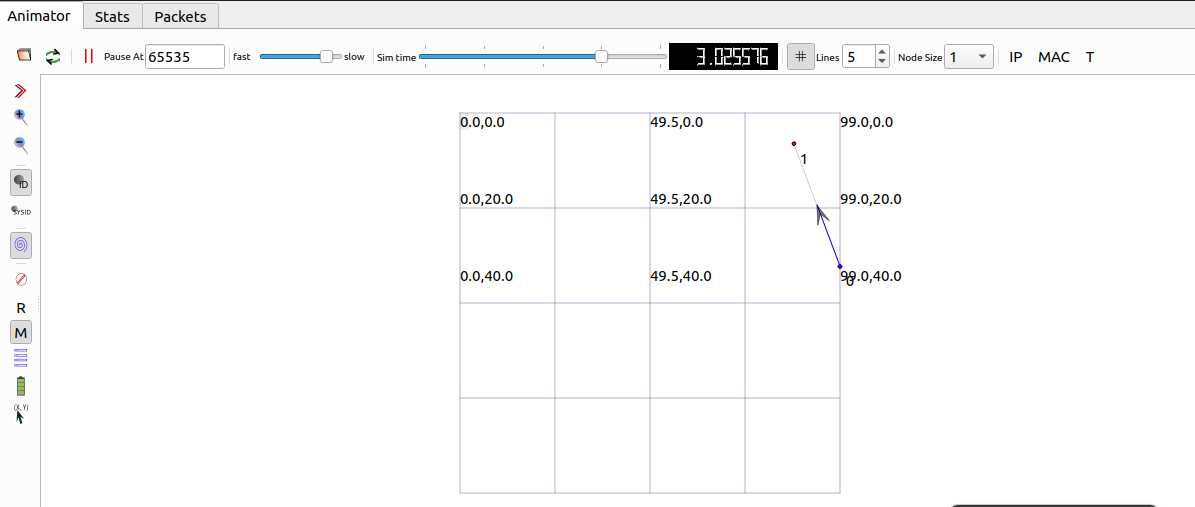 Animator Stats Packets
Pause At 65535 fast slow Sim time 3.025576 # Lines 5 Node Size 1 IP MAC T
0.0,0.0 49.5,0.0 99.0,0.0
1
ID
0.0,20.0 49.5,20.0 99.0,20.0
SYSID
0.0,40.0 49.5,40.0 99.0,40.0
0
R
M
(X, Y)